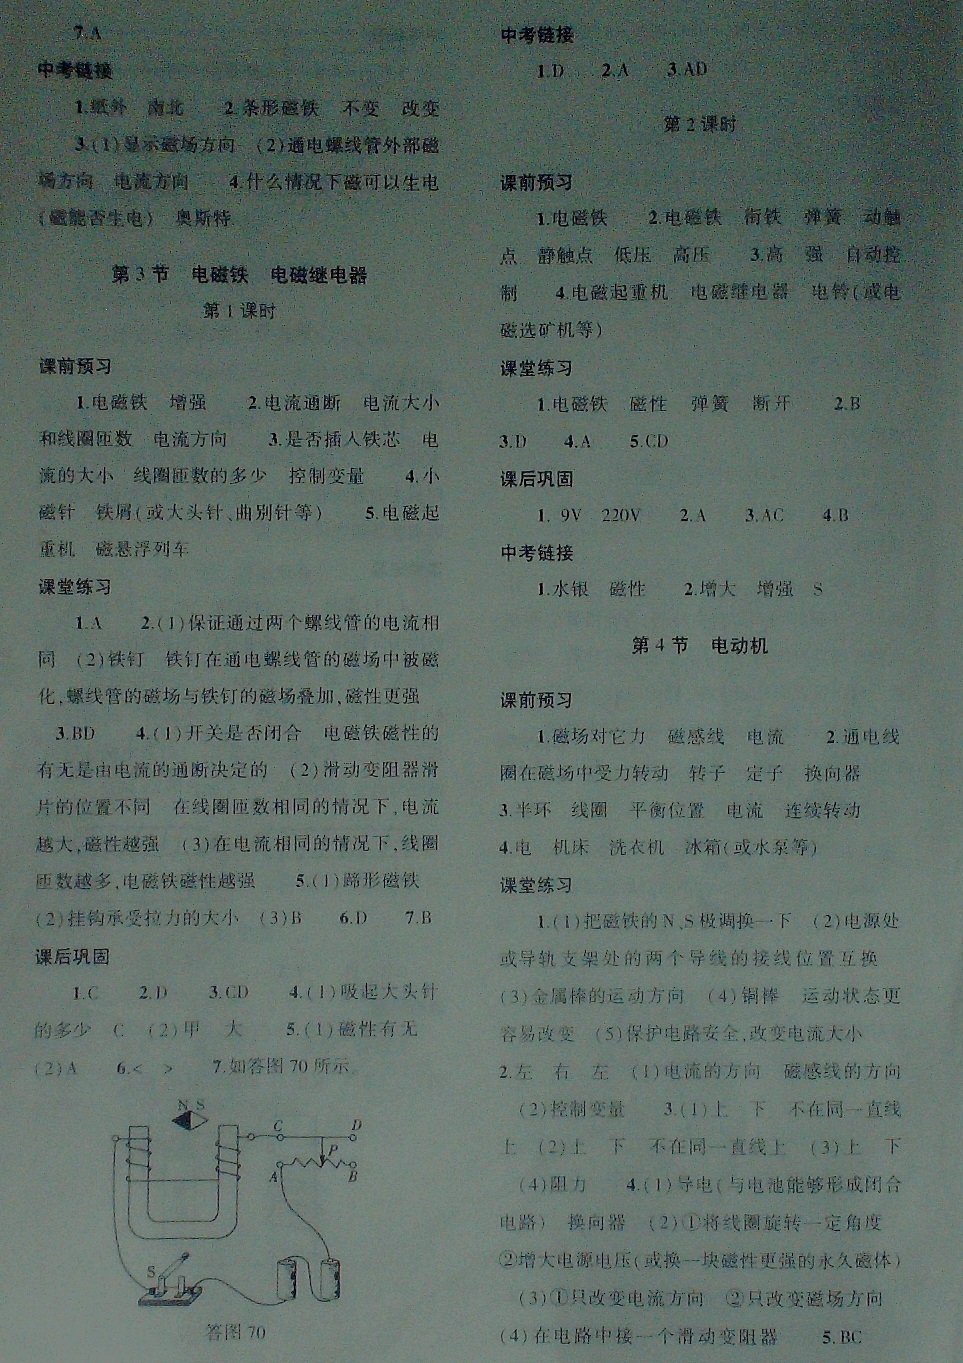 7.A
中考链接
1.纸外 南北 2.条形磁铁 不变 改变
3.(1)显示磁场方向 (2)通电螺线管外部磁
场方向 电流方向 4.什么情况下磁可以生电
(磁能否生电) 奥斯特
第3节 电磁铁 电磁继电器
第1课时
课前预习
1.电磁铁 增强 2.电流通断 电流大小
和线圈匝数 电流方向 3.是否插入铁芯 电
流的大小 线圈匝数的多少 控制变量 4.小
磁针 铁屑(或大头针、曲别针等) 5.电磁起
重机 磁悬浮列车
课堂练习
1.A 2.(1)保证通过两个螺线管的电流相
同 (2)铁钉 铁钉在通电螺线管的磁场中被磁
化,螺线管的磁场与铁钉的磁场叠加,磁性更强
3.BD 4.(1)开关是否闭合 电磁铁磁性的
有无是由电流的通断决定的 (2)滑动变阻器滑
片的位置不同 在线圈匝数相同的情况下,电流
越大,磁性越强 (3)在电流相同的情况下,线圈
匝数越多,电磁铁磁性越强 5.(1)蹄形磁铁
(2)挂钩承受拉力的大小 (3)B 6.D 7.B
课后巩固
1.C 2.D 3.CD 4.(1)吸起大头针
的多少 C (2)甲 大 5.(1)磁性有无
(2)A 6.< > 7.如答图70所示。
N S
C D
P
A B
S
答图70
中考链接
1.D 2.A 3.AD
第2课时
课前预习
1.电磁铁 2.电磁铁 衔铁 弹簧 动触
点 静触点 低压 高压 3.高 强 自动控
制 4.电磁起重机 电磁继电器 电铃(或电
磁选矿机等)
课堂练习
1.电磁铁 磁性 弹簧 断开 2.B
3.D 4.A 5.CD
课后巩固
1. 9V 220V 2.A 3.AC 4.B
中考链接
1.水银 磁性 2.增大 增强 S
第4节 电动机
课前预习
1.磁场对它力 磁感线 电流 2.通电线
圈在磁场中受力转动 转子 定子 换向器
3.半环 线圈 平衡位置 电流 连续转动
4.电 机床 洗衣机 冰箱(或水泵等)
课堂练习
1.(1)把磁铁的N、S极调换一下 (2)电源处
或导轨支架处的两个导线的接线位置互换
(3)金属棒的运动方向 (4)铜棒 运动状态更
容易改变 (5)保护电路安全,改变电流大小
2.左 右 左 (1)电流的方向 磁感线的方向
(2)控制变量 3.(1)上 下 不在同一直线
上 (2)上 下 不在同一直线上 (3)上 下
(4)阻力 4.(1)导电(与电池能够形成闭合
电路) 换向器 (2)①将线圈旋转一定角度
②增大电源电压(或换一块磁性更强的永久磁体)
(3)①只改变电流方向 ②只改变磁场方向
(4)在电路中接一个滑动变阻器 5.BC